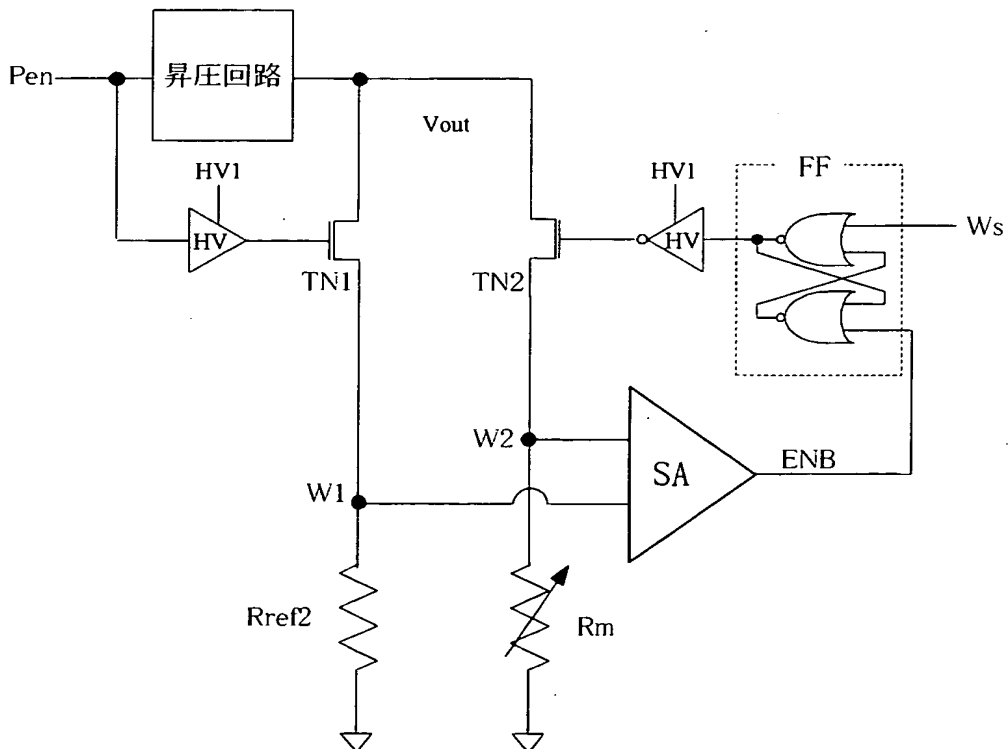 Pen
昇圧回路
Vout
HV1
HV1
FF
HV
HV
Ws
TN1
TN2
W2
SA
ENB
W1
Rref2
Rm